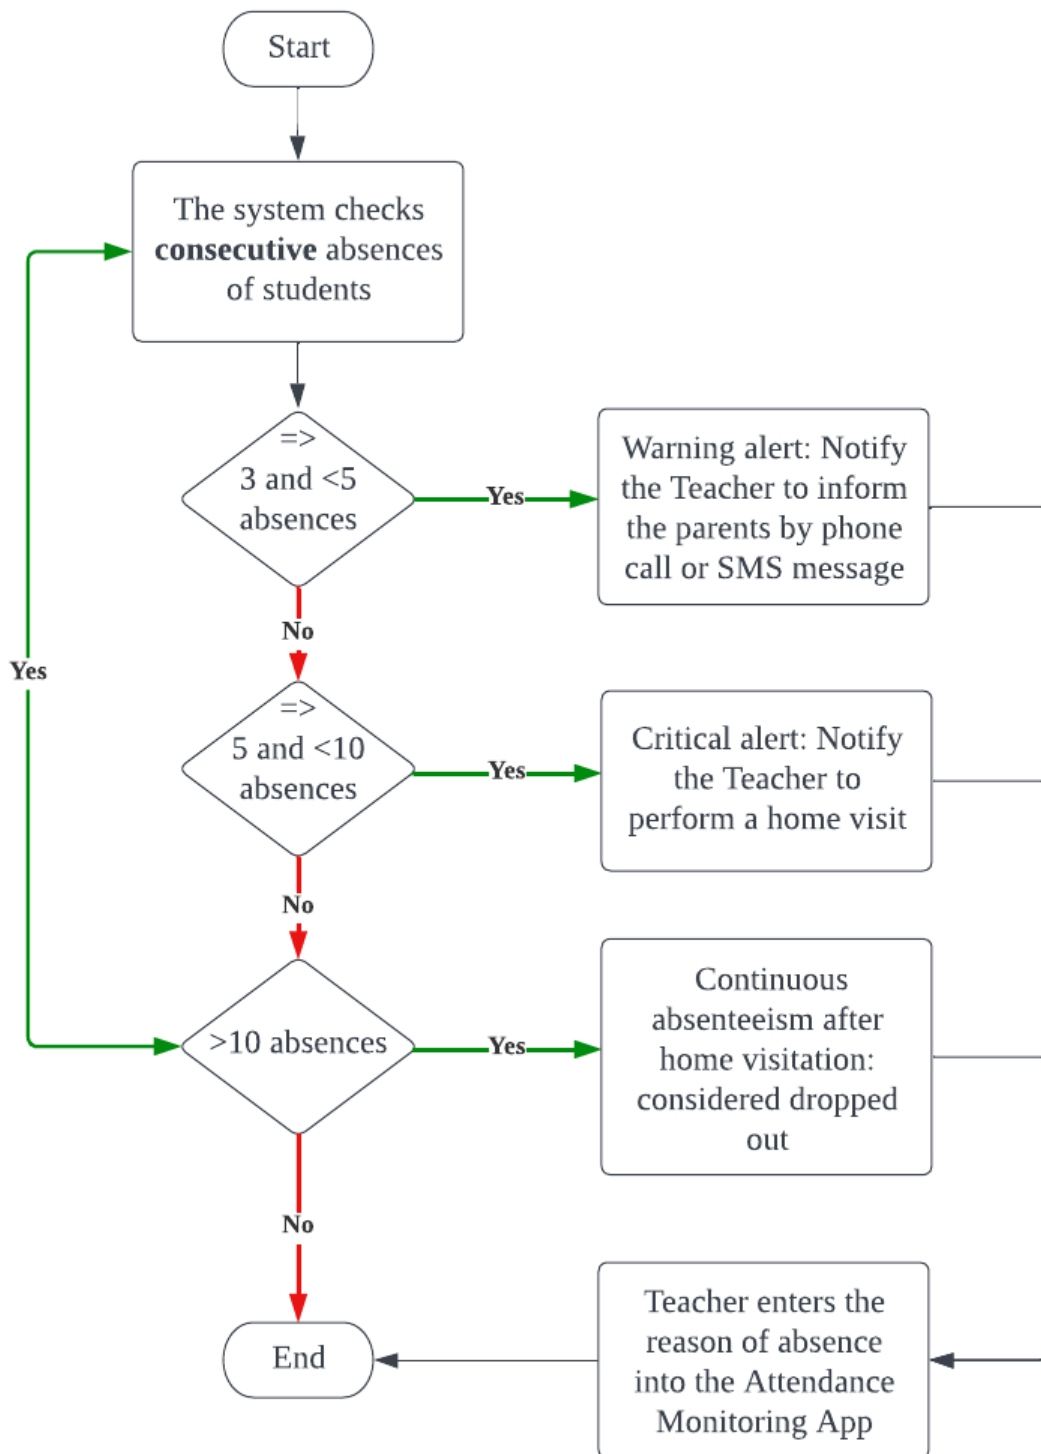 Start
The system checks
consecutive absences
of students
=>
3 and <5
absences
Yes
Warning alert: Notify
the Teacher to inform
the parents by phone
call or SMS message
No
Yes
=>
5 and <10
absences
Yes
Critical alert: Notify
the Teacher to
perform a home visit
No
>10 absences
Yes
Continuous
absenteeism after
home visitation:
considered dropped
out
No
End
Teacher enters the
reason of absence
into the Attendance
Monitoring App